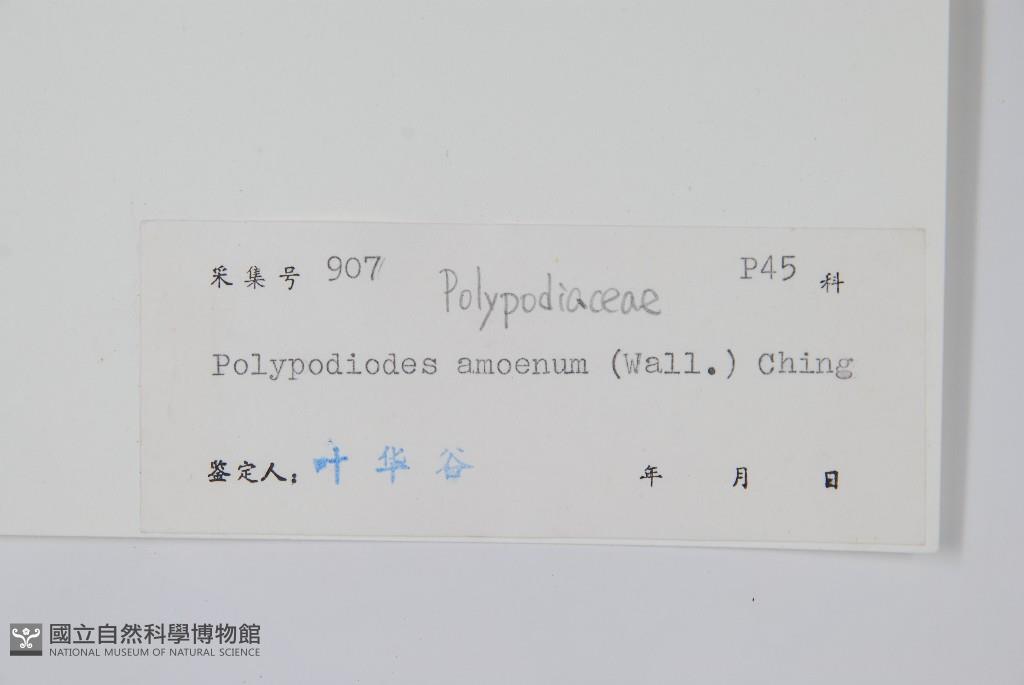 采集号 907 Polypodiaceae P45 科
Polypodiodes amoenum (Wall.) Ching
鉴定人: 叶华谷 年 月 日
國立自然科學博物館
NATIONAL MUSEUM OF NATURAL SCIENCE